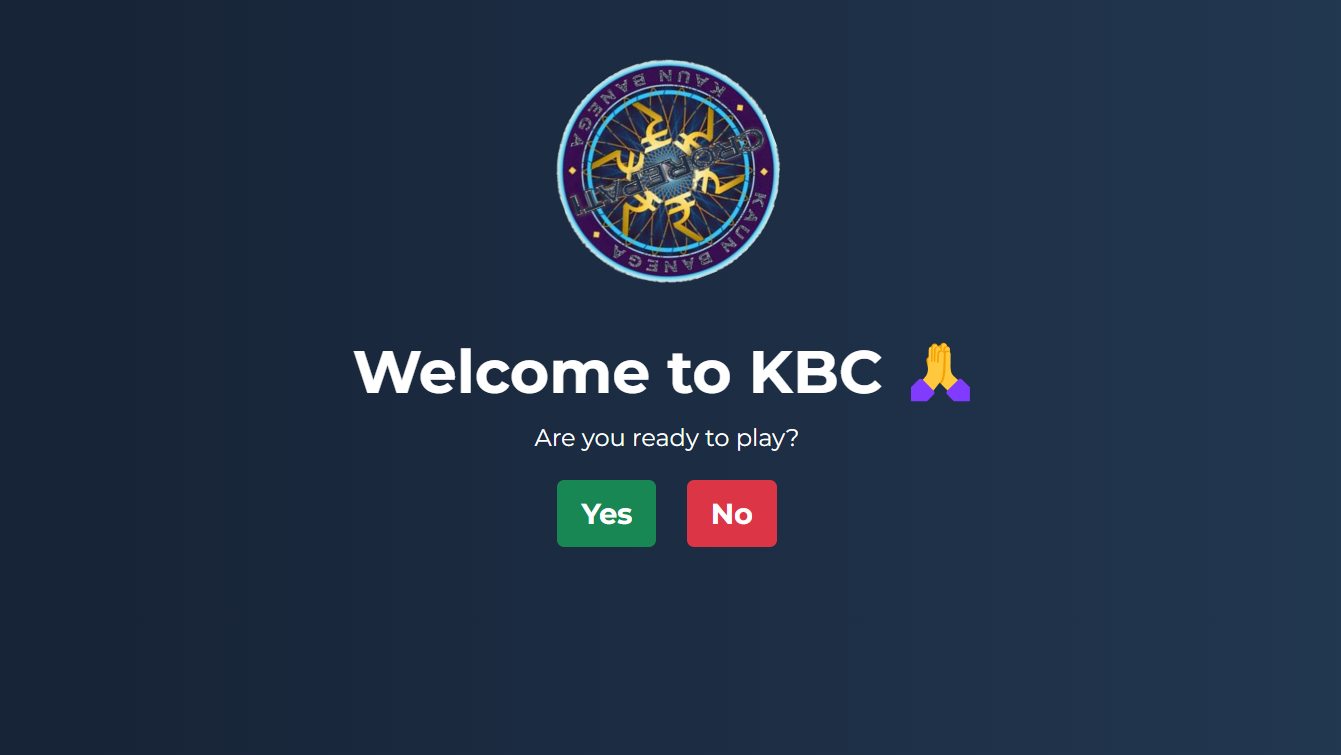 KAUN BANEGA
CROREPATI
KAUN BANEGA
Welcome to KBC 🙏
Are you ready to play?
Yes No